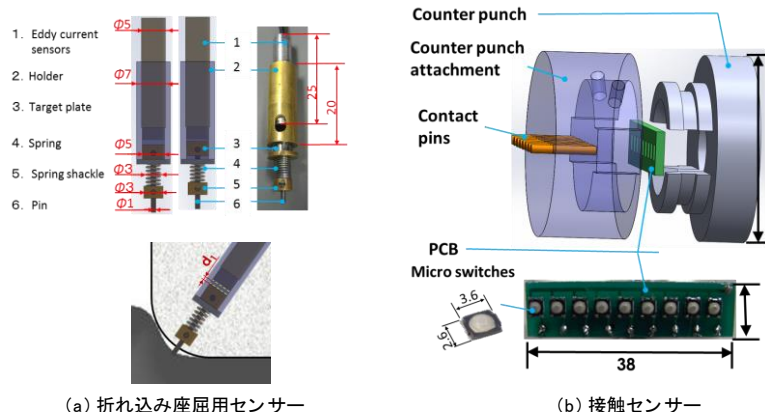 1. Eddy current
sensors
2. Holder
3. Target plate
4. Spring
5. Spring shackle
6. Pin
Φ5
Φ7
Φ5
Φ3
Φ3
Φ1
1
2
3
4
5
6
25
20
d1
(a) 折れ込み座屈用センサー
b)
Counter punch
Counter punch
attachment
Contact
pins
PCB
Micro switches
3.6
2.6
38
(b) 接触センサー